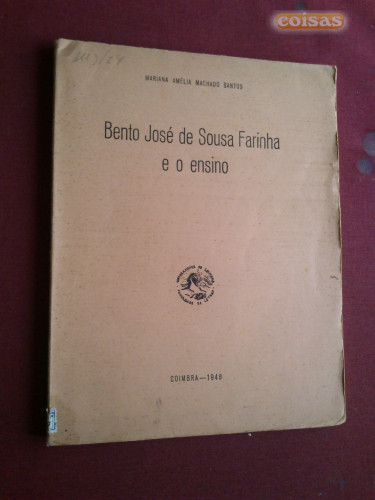 coisas
MARIANA AMÉLIA MACHADO SANTOS
Bento José de Sousa Farinha
e o ensino
COIMBRA — 1948